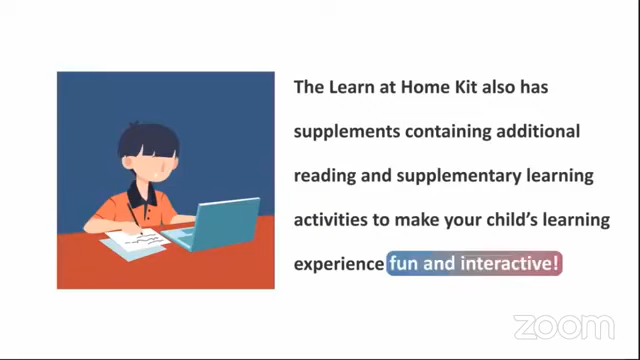 The Learn at Home Kit also has
supplements containing additional
reading and supplementary learning
activities to make your child's learning
experience fun and interactive!
zoom